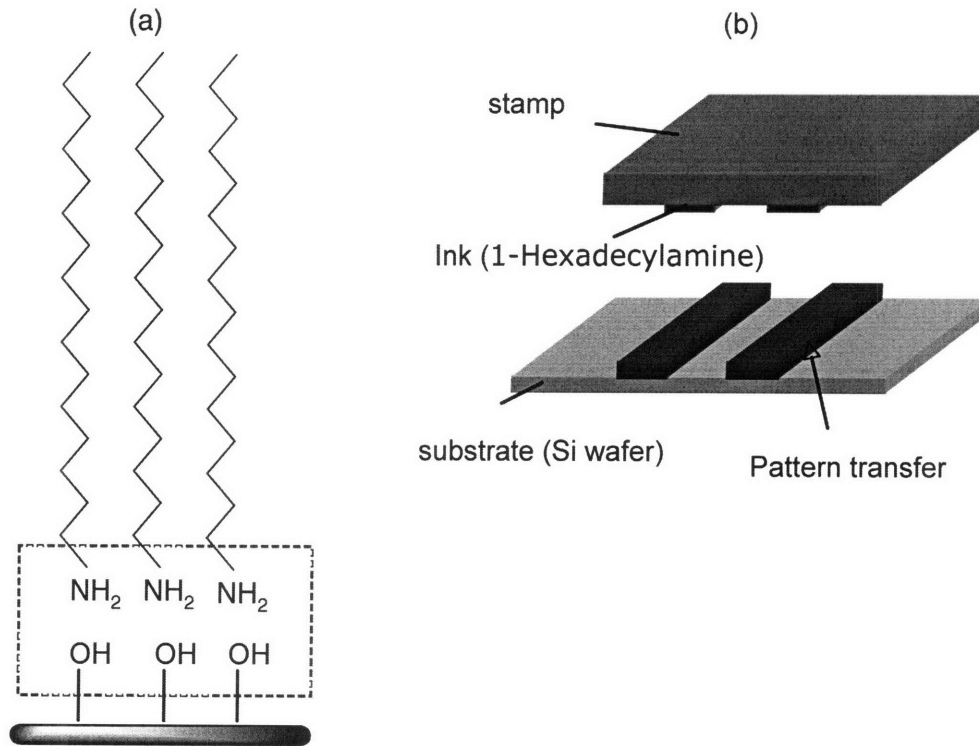 (a)
NH2 NH2 NH2
OH OH OH
(b)
stamp
Ink (1-Hexadecylamine)
substrate (Si wafer)
Pattern transfer